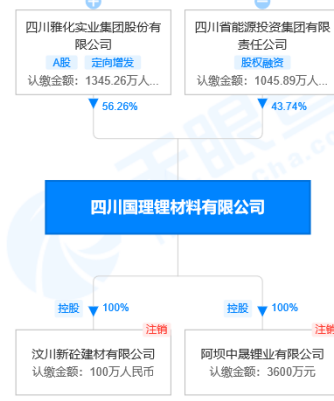 四川雅化实业集团股份有
限公司
A股 定向增发
认缴金额：1345.26万人...
四川省能源投资集团有限
责任公司
股权融资
认缴金额：1045.89万人...
56.26%
43.74%
四川国理锂材料有限公司
控股 100%
控股 100%
注销
汶川新砼建材有限公司
认缴金额：100万人民币
注销
阿坝中晟锂业有限公司
认缴金额：3600万元